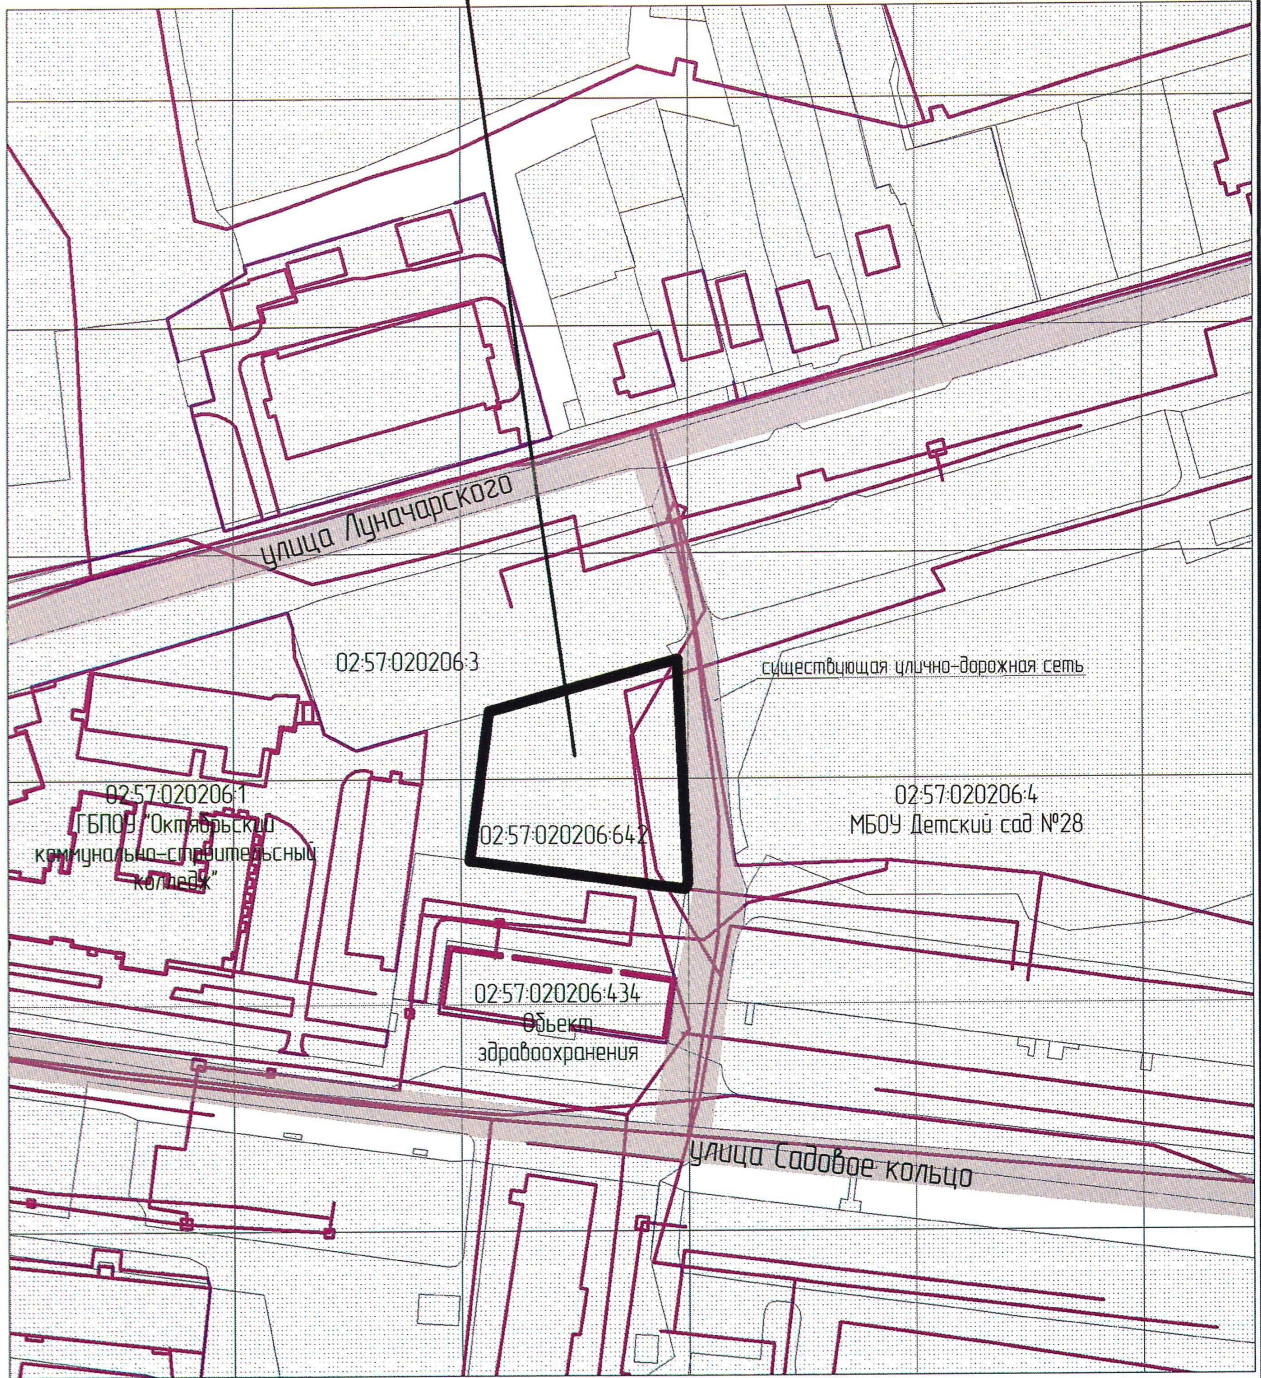 улица Луначарского
02:57:020206:3
существующая улично-дорожная сеть
02:57:020206:1
ГБПОУ "Октябрьский
коммунально-строительсный
колледж"
02:57:020206:4
МБОУ Детский сад №28
02:57:020206:642
02:57:020206:434
Объект
здравоохранения
улица Садовое кольцо